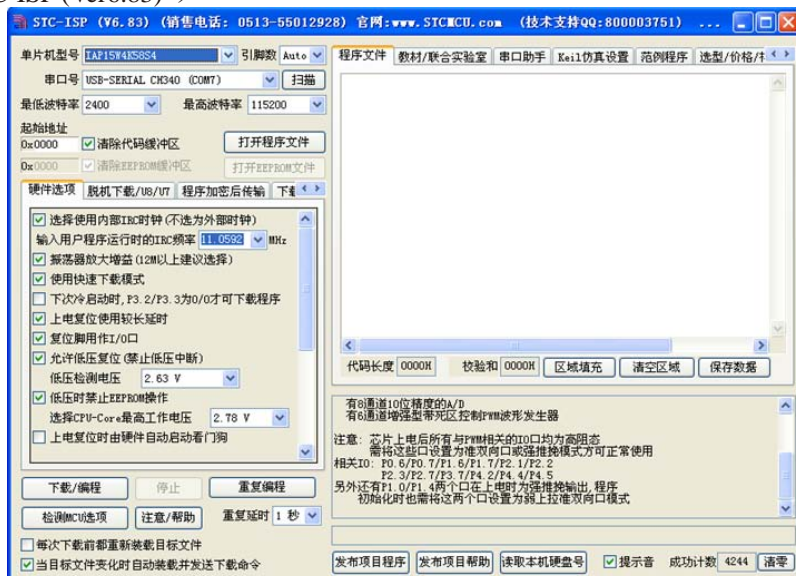 STC-ISP (V6.83) (销售电话: 0513-55012928) 官网:www.STCMCU.com (技术支持QQ:800003751) ...
单片机型号 IAP15W4K58S4 引脚数 Auto
串口号 USB-SERIAL CH340 (COM7) 扫描
最低波特率 2400 最高波特率 115200
起始地址
0x0000 清除代码缓冲区 打开程序文件
0x0000 清除EEPROM缓冲区 打开EEPROM文件
硬件选项 脱机下载/U8/U7 程序加密后传输
选择使用内部IRC时钟(不选为外部时钟)
输入用户程序运行时的IRC频率 11.0592 MHz
振荡器放大增益(12M以上建议选择)
使用快速下载模式
下次冷启动时,P3.2/P3.3为0/0才可下载程序
上电复位使用较长延时
复位脚用作I/O口
允许低压复位(禁止低压中断)
低压检测电压 2.63 V
低压时禁止EEPROM操作
选择CPU-Core最高工作电压 2.78 V
上电复位时由硬件自动启动看门狗
下载/编程 停止 重复编程
检测MCU选项 注意/帮助 重复延时 1 秒
每次下载前都重新装载目标文件
当目标文件变化时自动装载并发送下载命令
程序文件 教材/联合实验室 串口助手 Keil仿真设置 范例程序 选型/价格/
代码长度 0000H 校验和 0000H 区域填充 清空区域 保存数据
有8通道10位精度的A/D
有6通道增强型带死区控制PWM波形发生器
注意: 芯片上电后所有与PWM相关的IO口均为高阻态
需将这些口设置为准双向口或强推挽模式方可正常使用
相关IO: P0.6/P0.7/P1.6/P1.7/P2.1/P2.2
P2.3/P2.7/P3.7/P4.2/P4.4/P4.5
另外还有P1.0/P1.4两个口在上电时为强推挽输出,程序
初始化时也需将这两个口设置为弱上拉准双向口模式
发布项目程序 发布项目帮助 读取本机硬盘号 提示音 成功计数 4244 清零